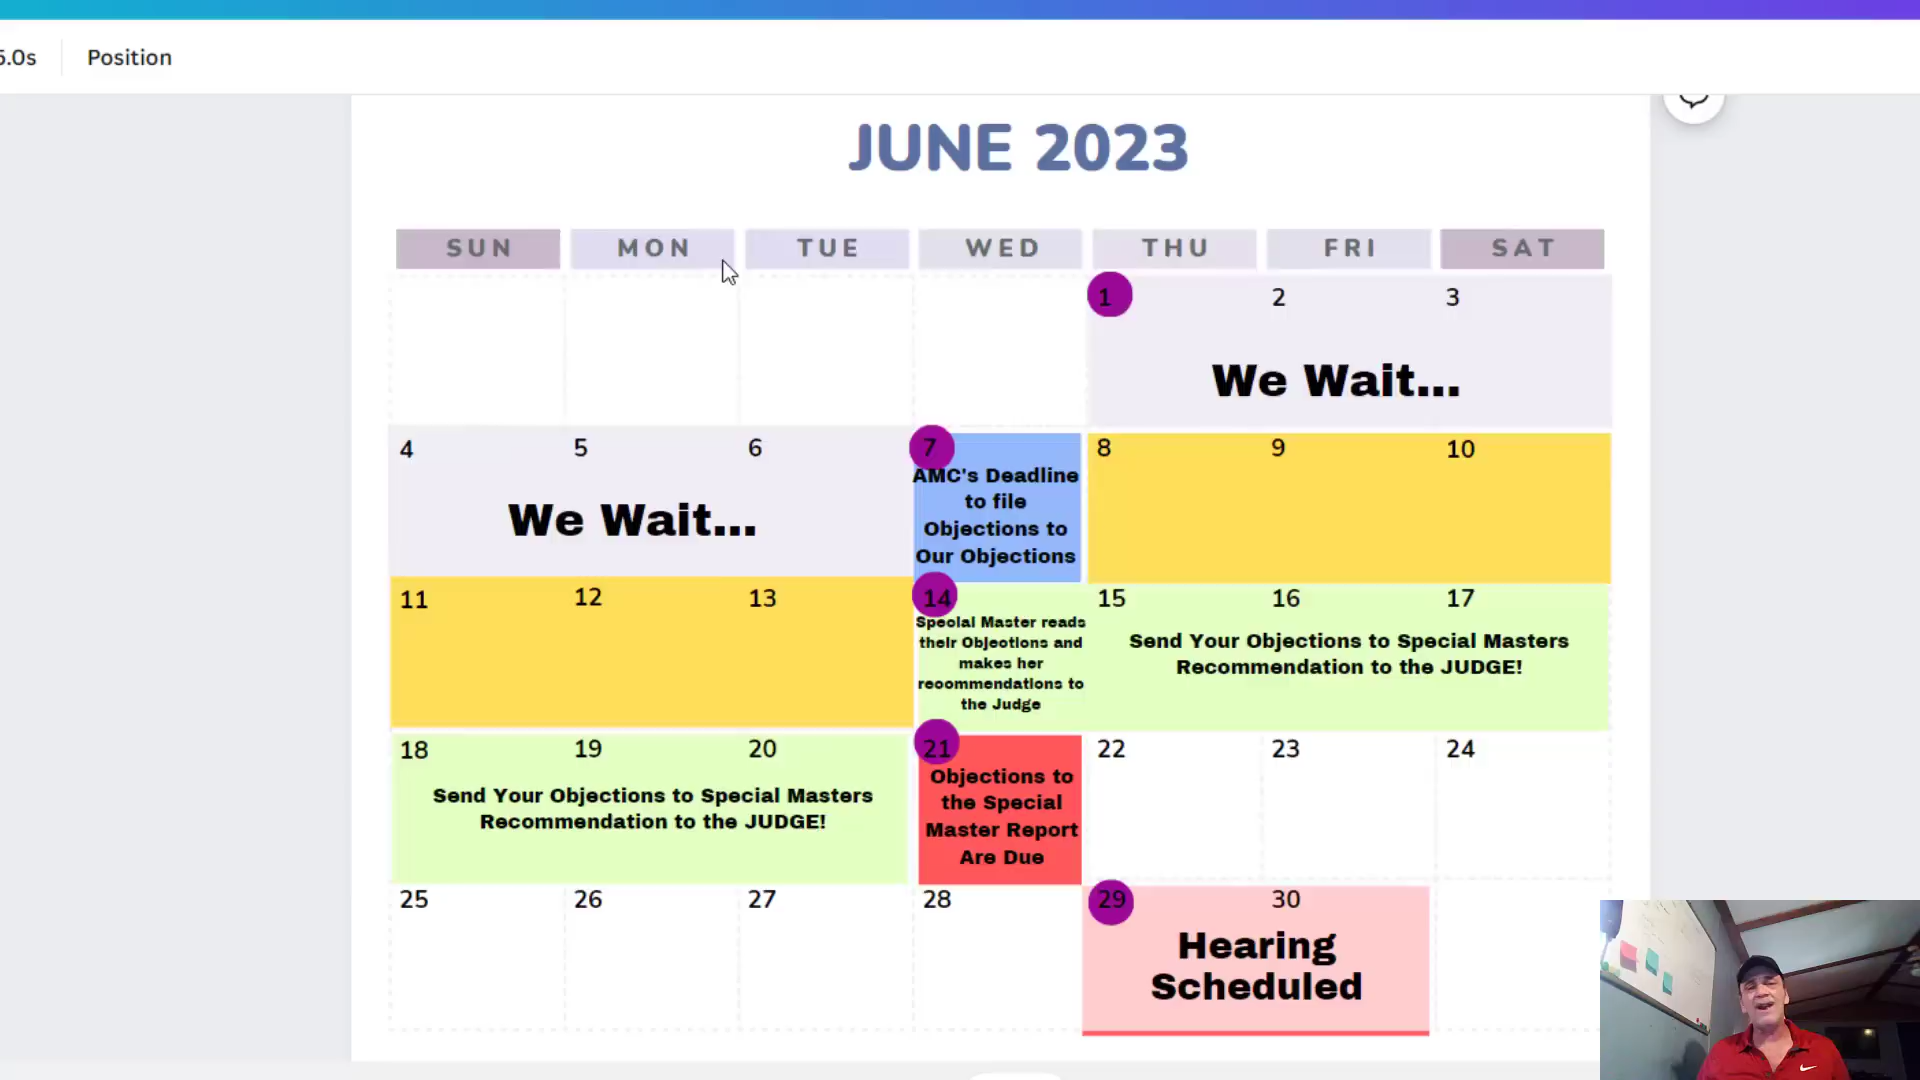 5.0s Position
JUNE 2023
SUN MON TUE WED THU FRI SAT
1 2 3
We Wait...
4 5 6 7 8 9 10
We Wait...
AMC's Deadline
to file
Objections to
Our Objections
11 12 13 14 15 16 17
Special Master reads
their Objections and
makes her
recommendations to
the Judge
Send Your Objections to Special Masters
Recommendation to the JUDGE!
18 19 20 21 22 23 24
Send Your Objections to Special Masters
Recommendation to the JUDGE!
Objections to
the Special
Master Report
Are Due
25 26 27 28 29 30
Hearing
Scheduled